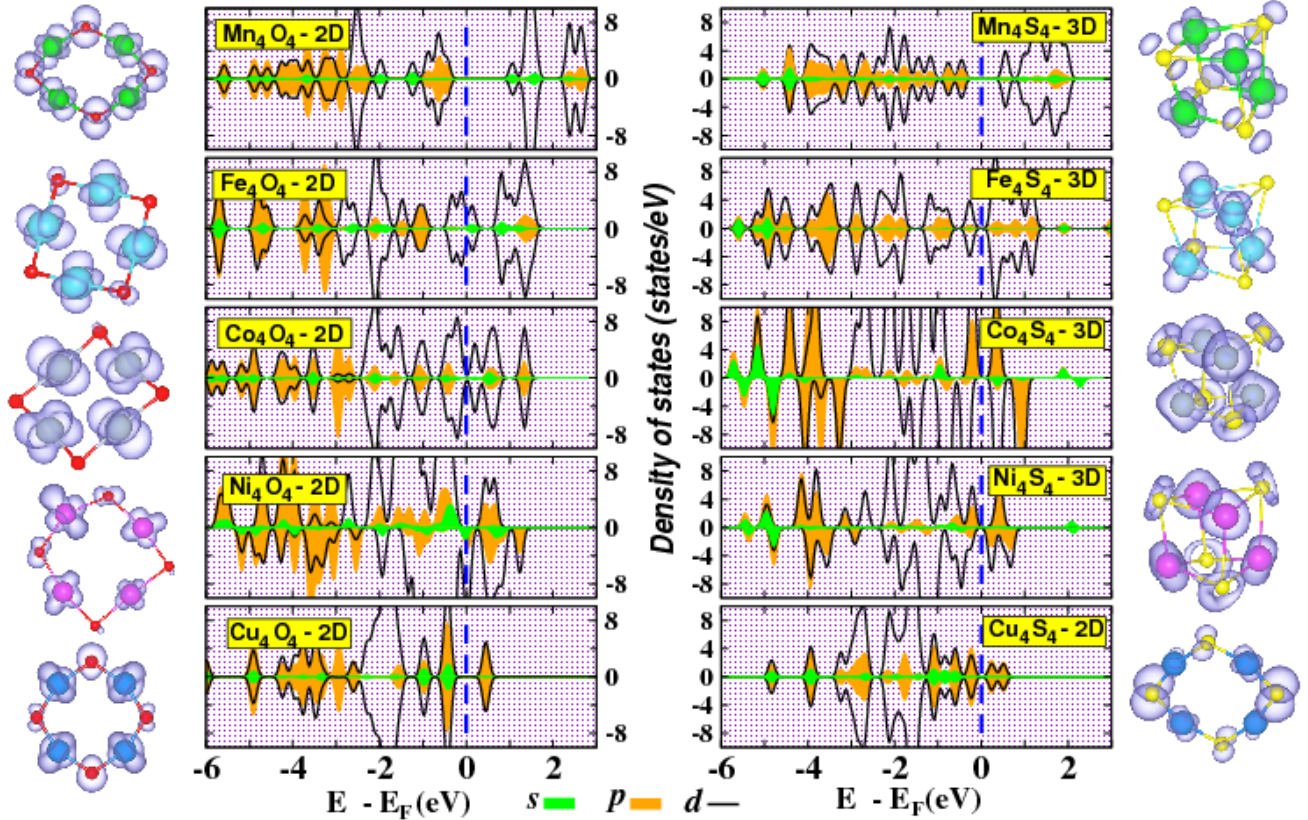 Mn4O4 - 2D
8
0
-8
Mn4S4 - 3D
8
4
0
-4
-8
Fe4O4 - 2D
8
0
-8
Fe4S4 - 3D
8
4
0
-4
-8
Co4O4 - 2D
8
0
-8
Co4S4 - 3D
8
4
0
-4
-8
Ni4O4 - 2D
8
0
-8
Ni4S4 - 3D
8
4
0
-4
-8
Cu4O4 - 2D
8
0
-8
Cu4S4 - 2D
8
4
0
-4
-8
Density of states (states/eV)
-6 -4 -2 0
-6 -4 -2 0 2
E - EF(eV)
s p d
E - EF(eV)